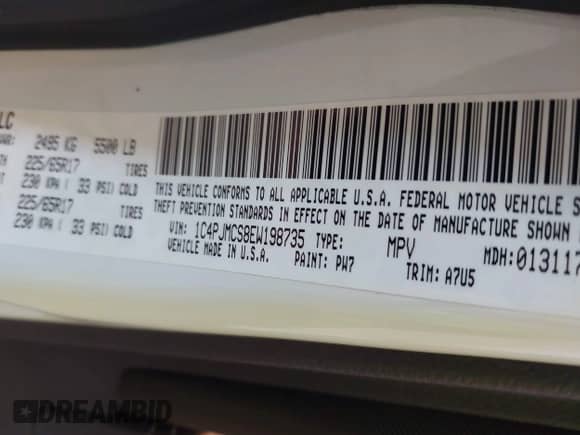 LC
2495 KG 5500 LB
225/65R17 TIRES
230 KPA ( 33 PSI) COLD
225/65R17 TIRES
230 KPA ( 33 PSI) COLD
THIS VEHICLE CONFORMS TO ALL APPLICABLE U.S.A. FEDERAL MOTOR VEHICLE S
THEFT PREVENTION STANDARDS IN EFFECT ON THE DATE OF MANUFACTURE SHOWN
VIN: 1C4PJMCS8EW198735 TYPE: MPV MDH: 013117
VEHICLE MADE IN U.S.A. PAINT: PW7 TRIM: A7U5
DREAMBID